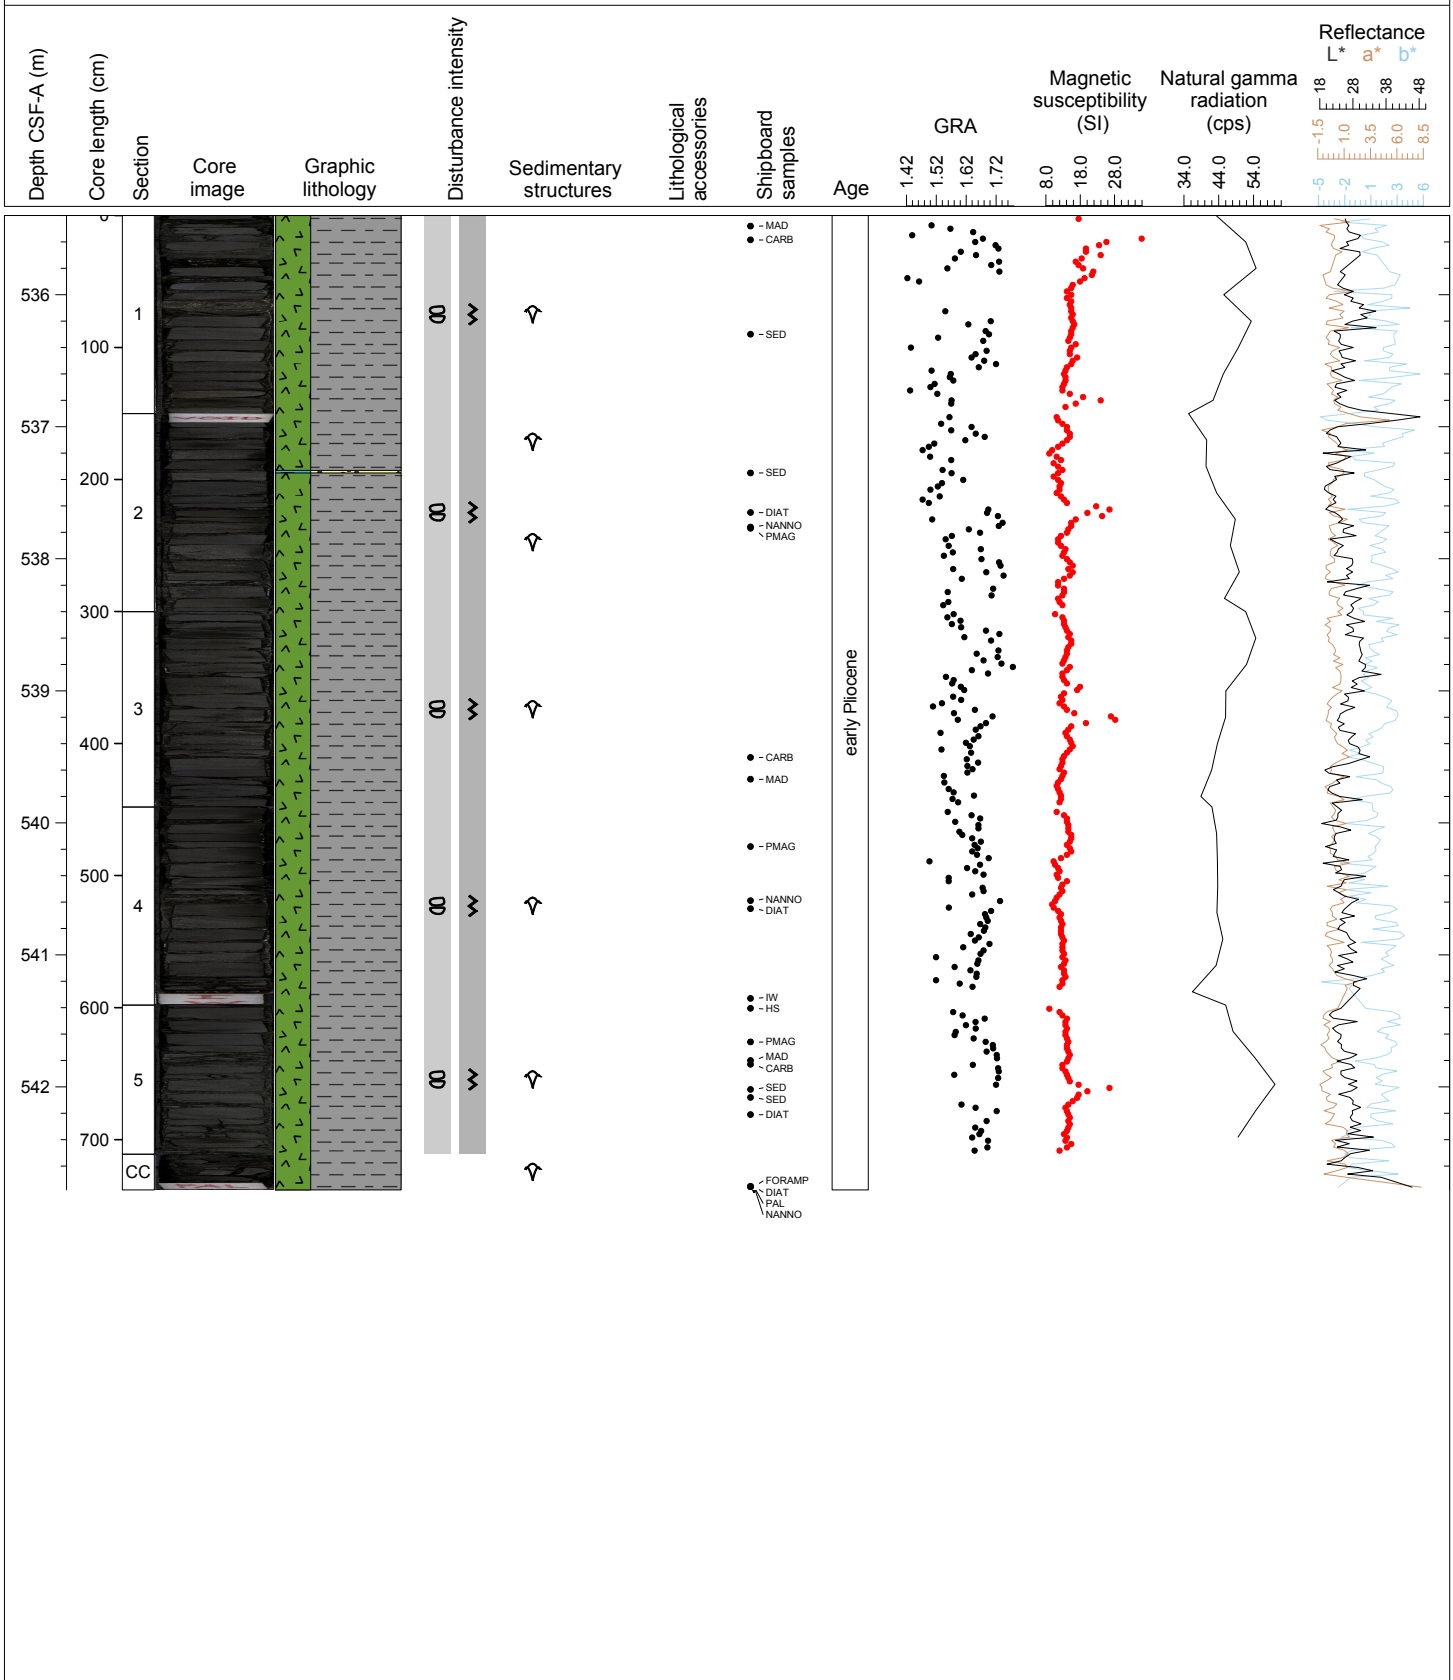 Depth CSF-A (m)
Core length (cm)
Section
Core
image
Graphic
lithology
Disturbance intensity
Sedimentary
structures
Lithological
accessories
Shipboard
samples
Age
GRA
1.42 1.52 1.62 1.72
Magnetic
susceptibility
(SI)
8.0 18.0 28.0
Natural gamma
radiation
(cps)
34.0 44.0 54.0
Reflectance
L* a* b*
18 28 38 48
-1.5 1.0 3.5 6.0 8.5
-5 -2 1 3 6
536
537
538
539
540
541
542
0
100
200
300
400
500
600
700
1
2
3
4
5
CC
VOID
MAD
CARB
SED
SED
DIAT
NANNO
PMAG
CARB
MAD
PMAG
NANNO
DIAT
IW
HS
PMAG
MAD
CARB
SED
SED
DIAT
FORAMP
DIAT
PAL
NANNO
early Pliocene